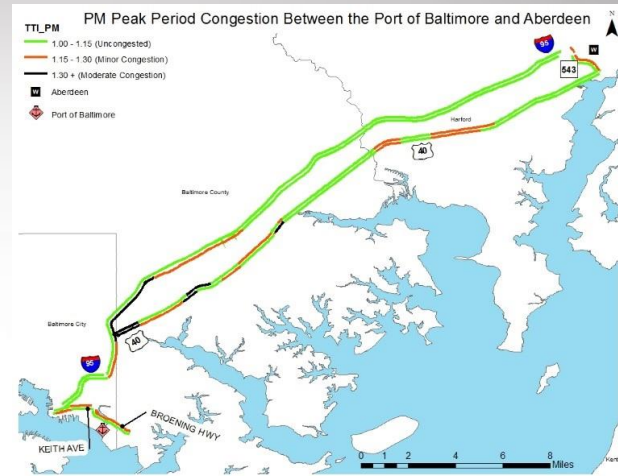 PM Peak Period Congestion Between the Port of Baltimore and Aberdeen
TTI_PM
1.00 - 1.15 (Uncongested)
1.15 - 1.30 (Minor Congestion)
1.30 + (Moderate Congestion)
W Aberdeen
Port of Baltimore
N
95
W
543
Harford
40
Baltimore County
Baltimore City
40
95
KEITH AVE
BROENING HWY
0 1 2 4 6 8
Miles